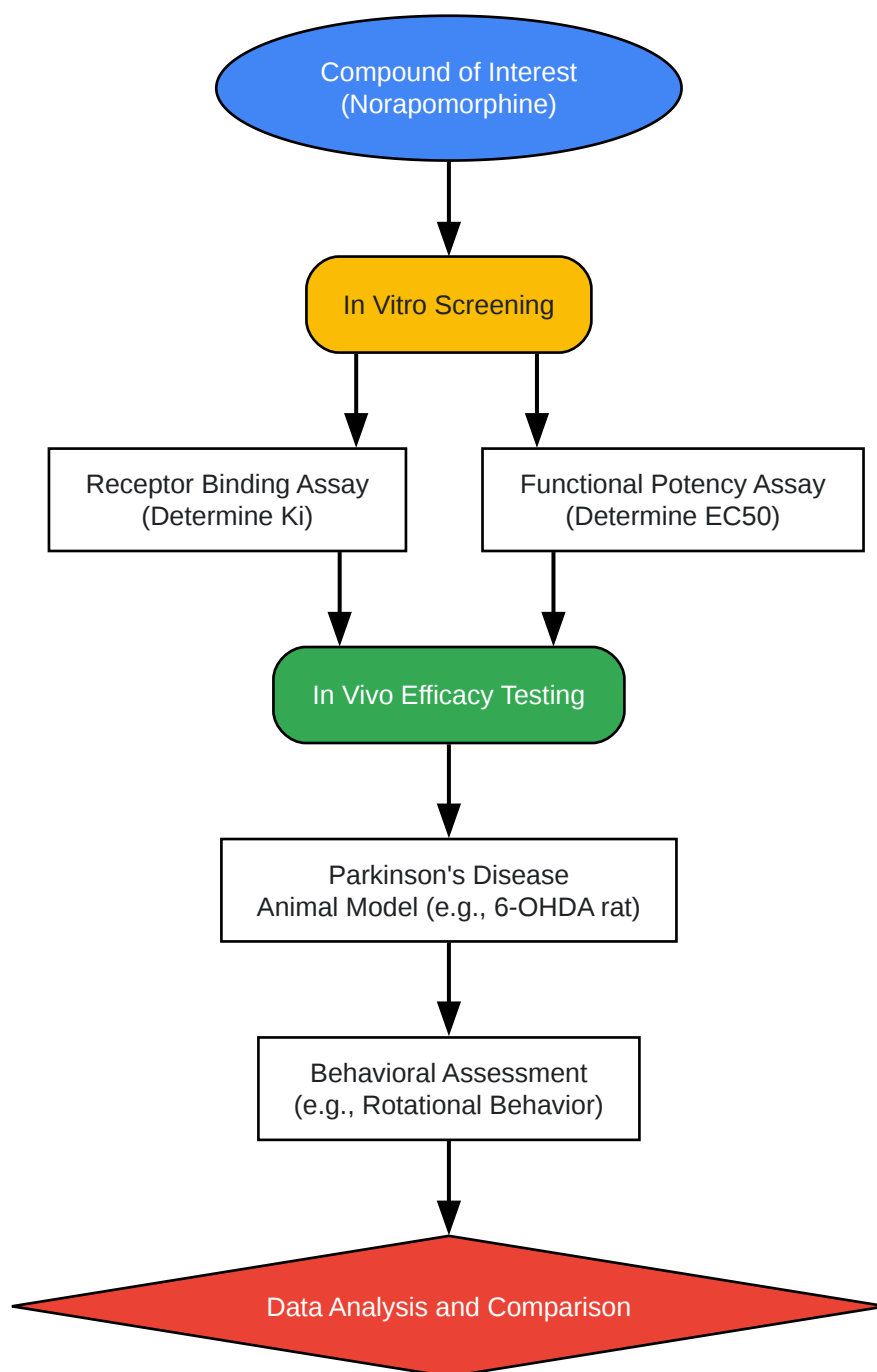 Compound of Interest
(Norapomorphine)
In Vitro Screening
Receptor Binding Assay
(Determine Ki)
Functional Potency Assay
(Determine EC50)
In Vivo Efficacy Testing
Parkinson's Disease
Animal Model (e.g., 6-OHDA rat)
Behavioral Assessment
(e.g., Rotational Behavior)
Data Analysis and Comparison